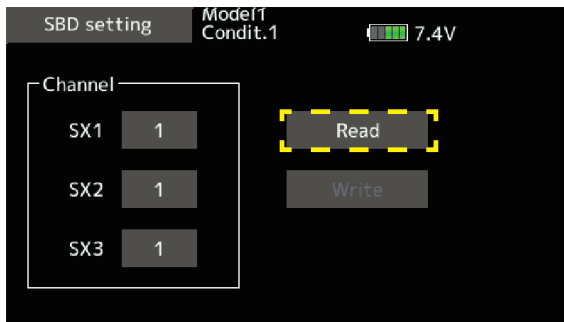 SBD setting
Model1
Condit.1
7.4V
Channel
SX1 1
Read
SX2 1
Write
SX3 1